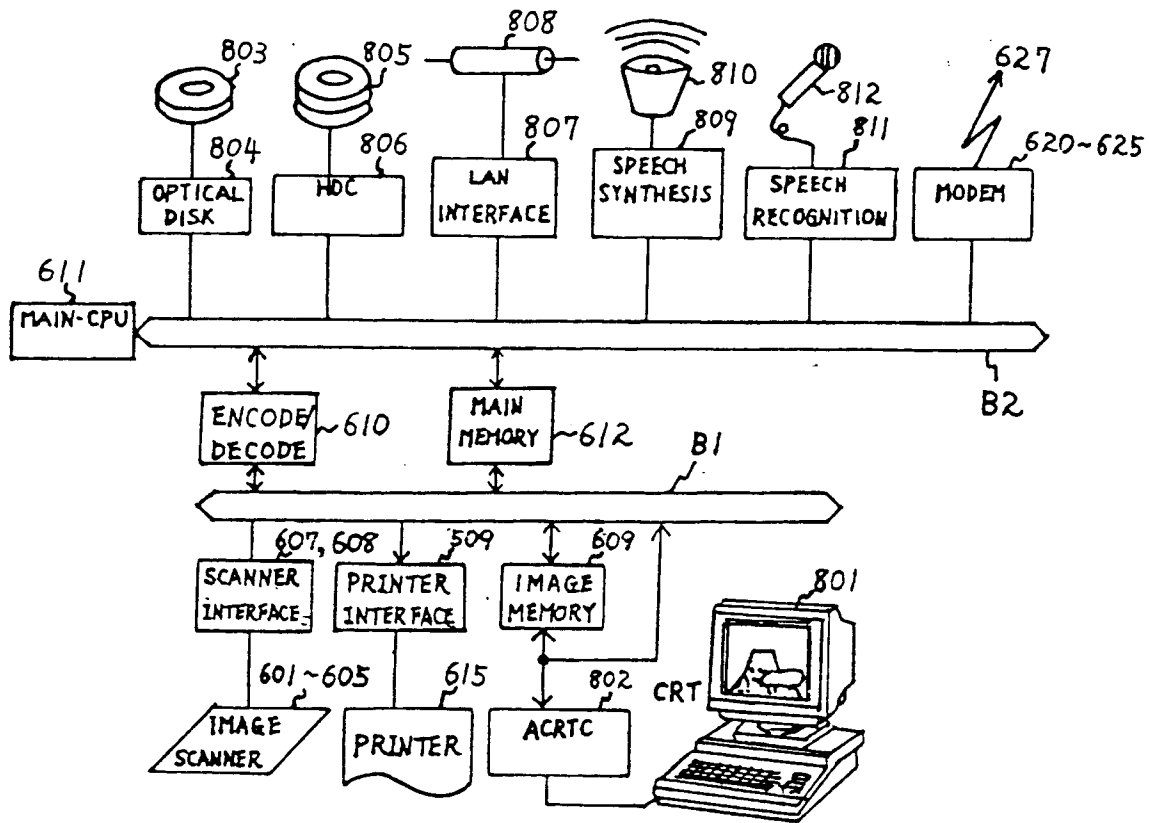 803
805
808
810
812
627
804
806
807
809
811
620~625
OPTICAL
DISK
HDC
LAN
INTERFACE
SPEECH
SYNTHESIS
SPEECH
RECOGNITION
MODEM
611
MAIN-CPU
B2
ENCODE/
DECODE
610
MAIN
MEMORY
612
B1
607, 608
509
609
SCANNER
INTERFACE
PRINTER
INTERFACE
IMAGE
MEMORY
801
601~605
615
802
CRT
IMAGE
SCANNER
PRINTER
ACRTC